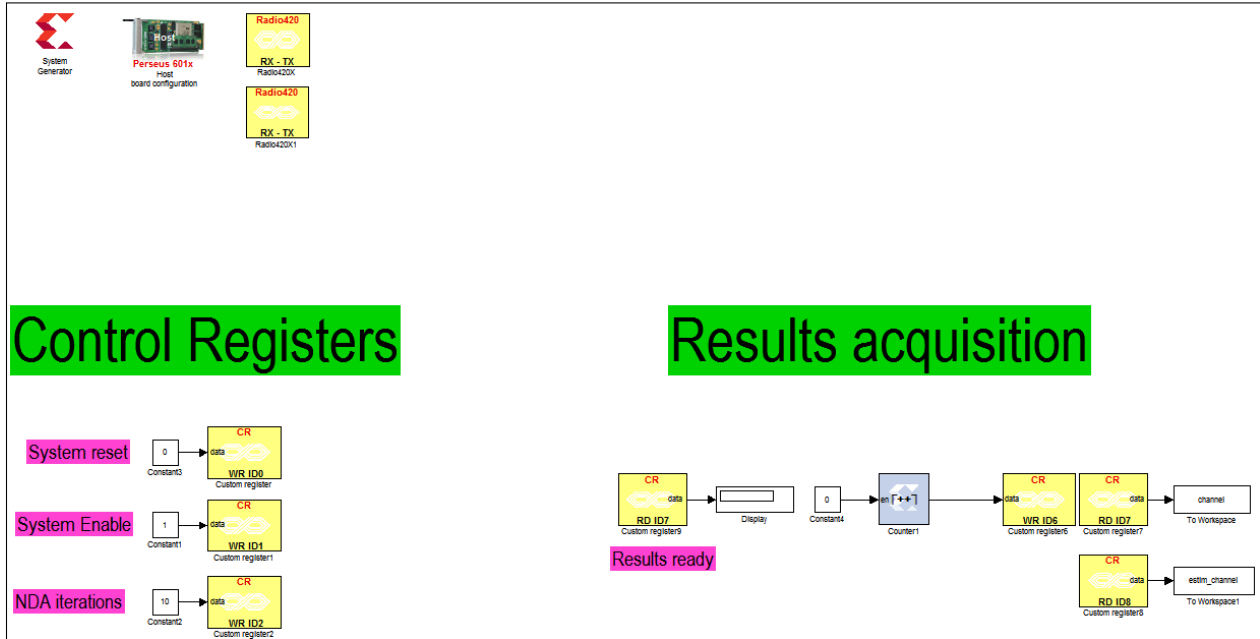 System
Generator
Host
Perseus 601x
Host
board configuration
Radio420
RX - TX
Radio420X
Radio420
RX - TX
Radio420X1
Control Registers
Results acquisition
System reset
0
Constant3
CR
data
WR ID0
Custom register
System Enable
1
Constant1
CR
data
WR ID1
Custom register1
NDA iterations
10
Constant2
CR
data
WR ID2
Custom register2
CR
data
RD ID7
Custom register9
Results ready
Display
0
Constant4
en
++
Counter1
CR
data
WR ID6
Custom register6
CR
data
RD ID7
Custom register7
channel
To Workspace
CR
data
RD ID8
Custom register8
estim_channel
To Workspace1